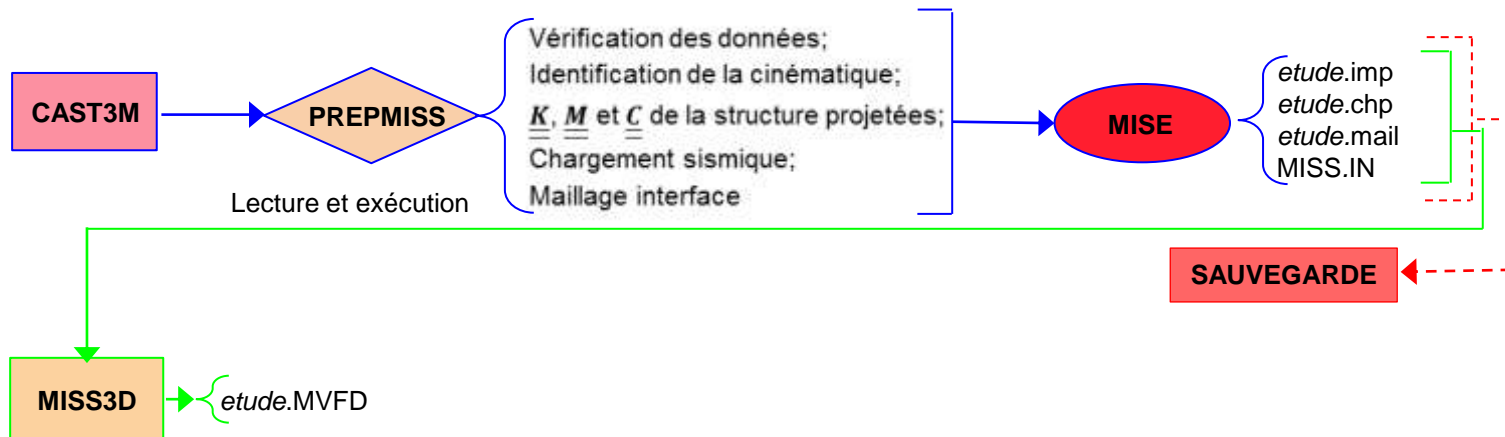 CAST3M
PREPMISS
Lecture et exécution
Vérification des données;
Identification de la cinématique;
K, M et C de la structure projetées;
Chargement sismique;
Maillage interface
MISE
etude.imp
etude.chp
etude.mail
MISS.IN
SAUVEGARDE
MISS3D
etude.MVFD